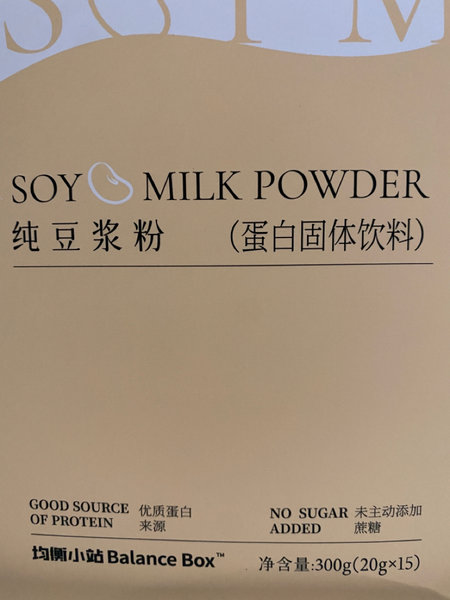 SOY MILK POWDER
纯豆浆粉 （蛋白固体饮料）
GOOD SOURCE OF PROTEIN 优质蛋白来源
NO SUGAR ADDED 未主动添加蔗糖
均衡小站 Balance Box™
净含量:300g(20g×15)